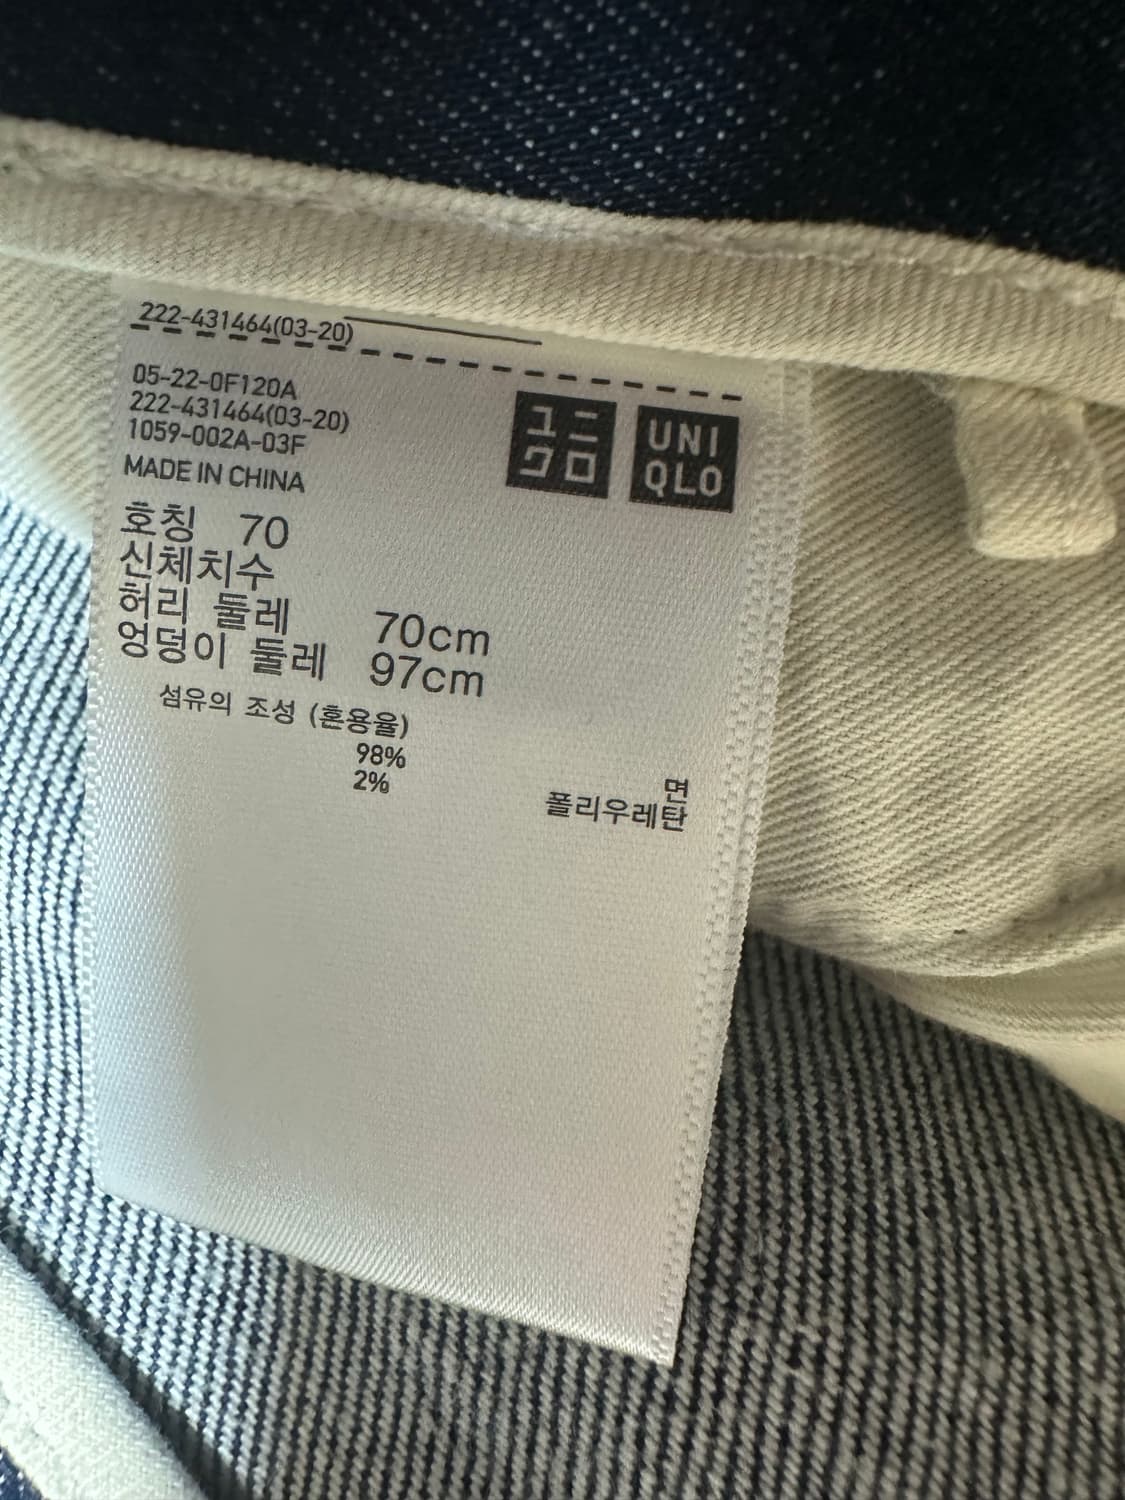 222-431464(03-20)
05-22-0F120A
222-431464(03-20)
1059-002A-03F
MADE IN CHINA
ユニ
クロ
UNI
QLO
호칭 70
신체치수
허리 둘레 70cm
엉덩이 둘레 97cm
섬유의 조성 (혼용율)
98% 면
2% 폴리우레탄